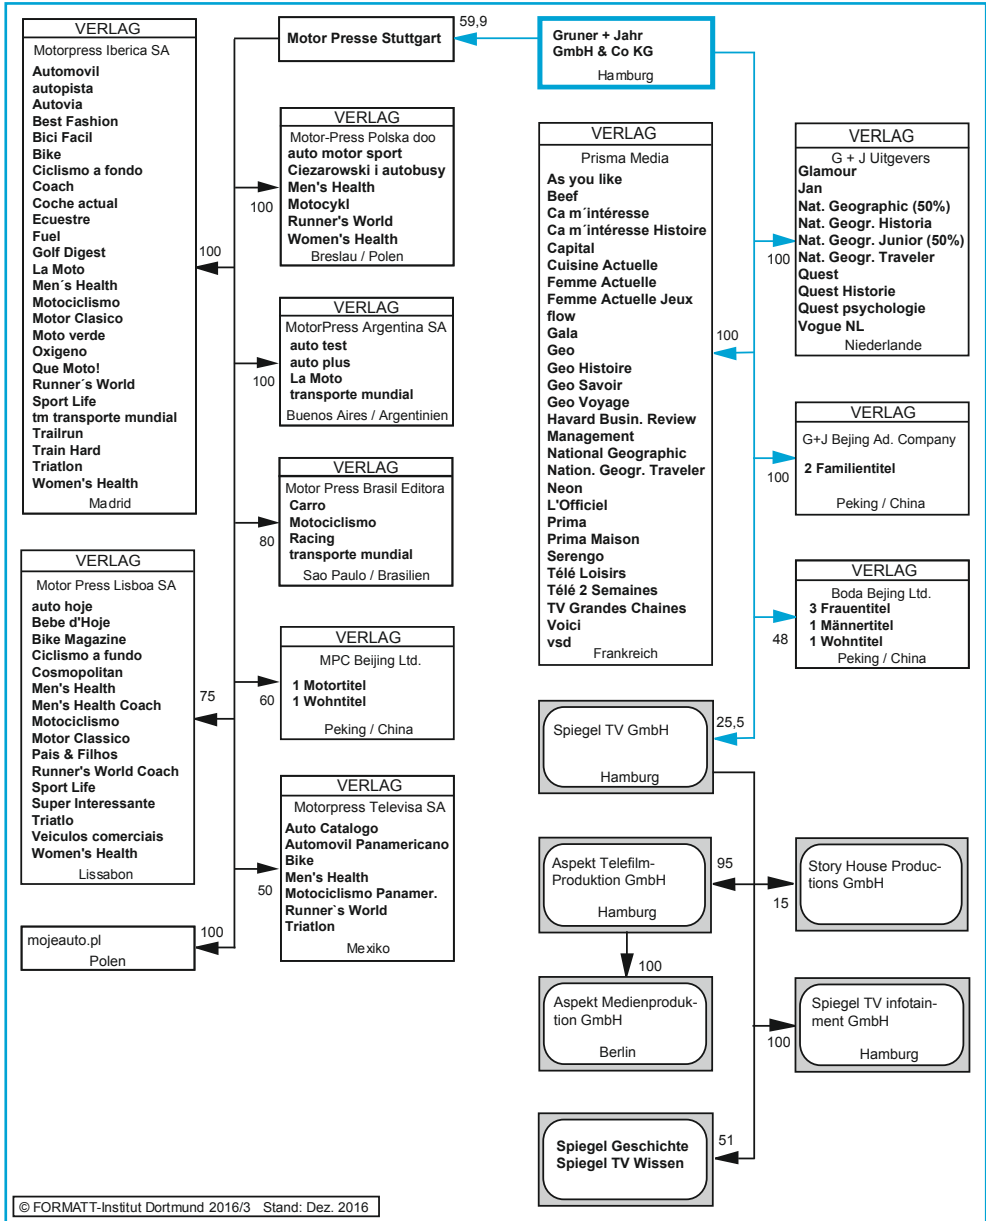 VERLAG
Motorpress Iberica SA
Automovil
autopista
Autovia
Best Fashion
Bici Facil
Bike
Ciclismo a fondo
Coach
Coche actual
Ecuestre
Fuel
Golf Digest
La Moto
Men´s Health
Motociclismo
Motor Clasico
Moto verde
Oxigeno
Que Moto!
Runner´s World
Sport Life
tm transporte mundial
Trailrun
Train Hard
Triatlon
Women's Health
Madrid
100
VERLAG
Motor Press Lisboa SA
auto hoje
Bebe d'Hoje
Bike Magazine
Ciclismo a fundo
Cosmopolitan
Men's Health
Men's Health Coach
Motociclismo
Motor Classico
Pais & Filhos
Runner's World Coach
Sport Life
Super Interessante
Triatlo
Veiculos comerciais
Women's Health
Lissabon
75
mojeauto.pl
Polen
100
Motor Presse Stuttgart
59,9
VERLAG
Motor-Press Polska doo
auto motor sport
Ciezarowski i autobusy
Men's Health
Motocykl
Runner's World
Women's Health
Breslau / Polen
100
VERLAG
MotorPress Argentina SA
auto test
auto plus
La Moto
transporte mundial
Buenos Aires / Argentinien
100
VERLAG
Motor Press Brasil Editora
Carro
Motociclismo
Racing
transporte mundial
Sao Paulo / Brasilien
80
VERLAG
MPC Beijing Ltd.
1 Motortitel
1 Wohntitel
Peking / China
60
VERLAG
Motorpress Televisa SA
Auto Catalogo
Automovil Panamericano
Bike
Men's Health
Motociclismo Panamer.
Runner`s World
Triatlon
Mexiko
50
Gruner + Jahr
GmbH & Co KG
Hamburg
VERLAG
Prisma Media
As you like
Beef
Ca m´intéresse
Ca m´intéresse Histoire
Capital
Cuisine Actuelle
Femme Actuelle
Femme Actuelle Jeux
flow
Gala
Geo
Geo Histoire
Geo Savoir
Geo Voyage
Havard Busin. Review
Management
National Geographic
Nation. Geogr. Traveler
Neon
L'Officiel
Prima
Prima Maison
Serengo
Télé Loisirs
Télé 2 Semaines
TV Grandes Chaines
Voici
vsd
Frankreich
100
VERLAG
G + J Uitgevers
Glamour
Jan
Nat. Geographic (50%)
Nat. Geogr. Historia
Nat. Geogr. Junior (50%)
Nat. Geogr. Traveler
Quest
Quest Historie
Quest psychologie
Vogue NL
Niederlande
100
VERLAG
G+J Bejing Ad. Company
2 Familientitel
Peking / China
100
VERLAG
Boda Bejing Ltd.
3 Frauentitel
1 Männertitel
1 Wohntitel
Peking / China
48
Spiegel TV GmbH
Hamburg
25,5
Aspekt Telefilm-
Produktion GmbH
Hamburg
95
Story House Produc-
tions GmbH
15
100
Aspekt Medienproduk-
tion GmbH
Berlin
Spiegel TV infotain-
ment GmbH
Hamburg
100
Spiegel Geschichte
Spiegel TV Wissen
51
© FORMATT-Institut Dortmund 2016/3 Stand: Dez. 2016